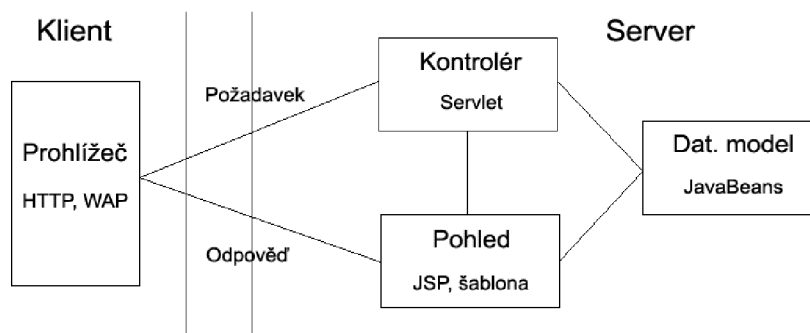 Klient
Server
Prohlížeč
HTTP, WAP
Požadavek
Odpověď
Kontrolér
Servlet
Pohled
JSP, šablona
Dat. model
JavaBeans